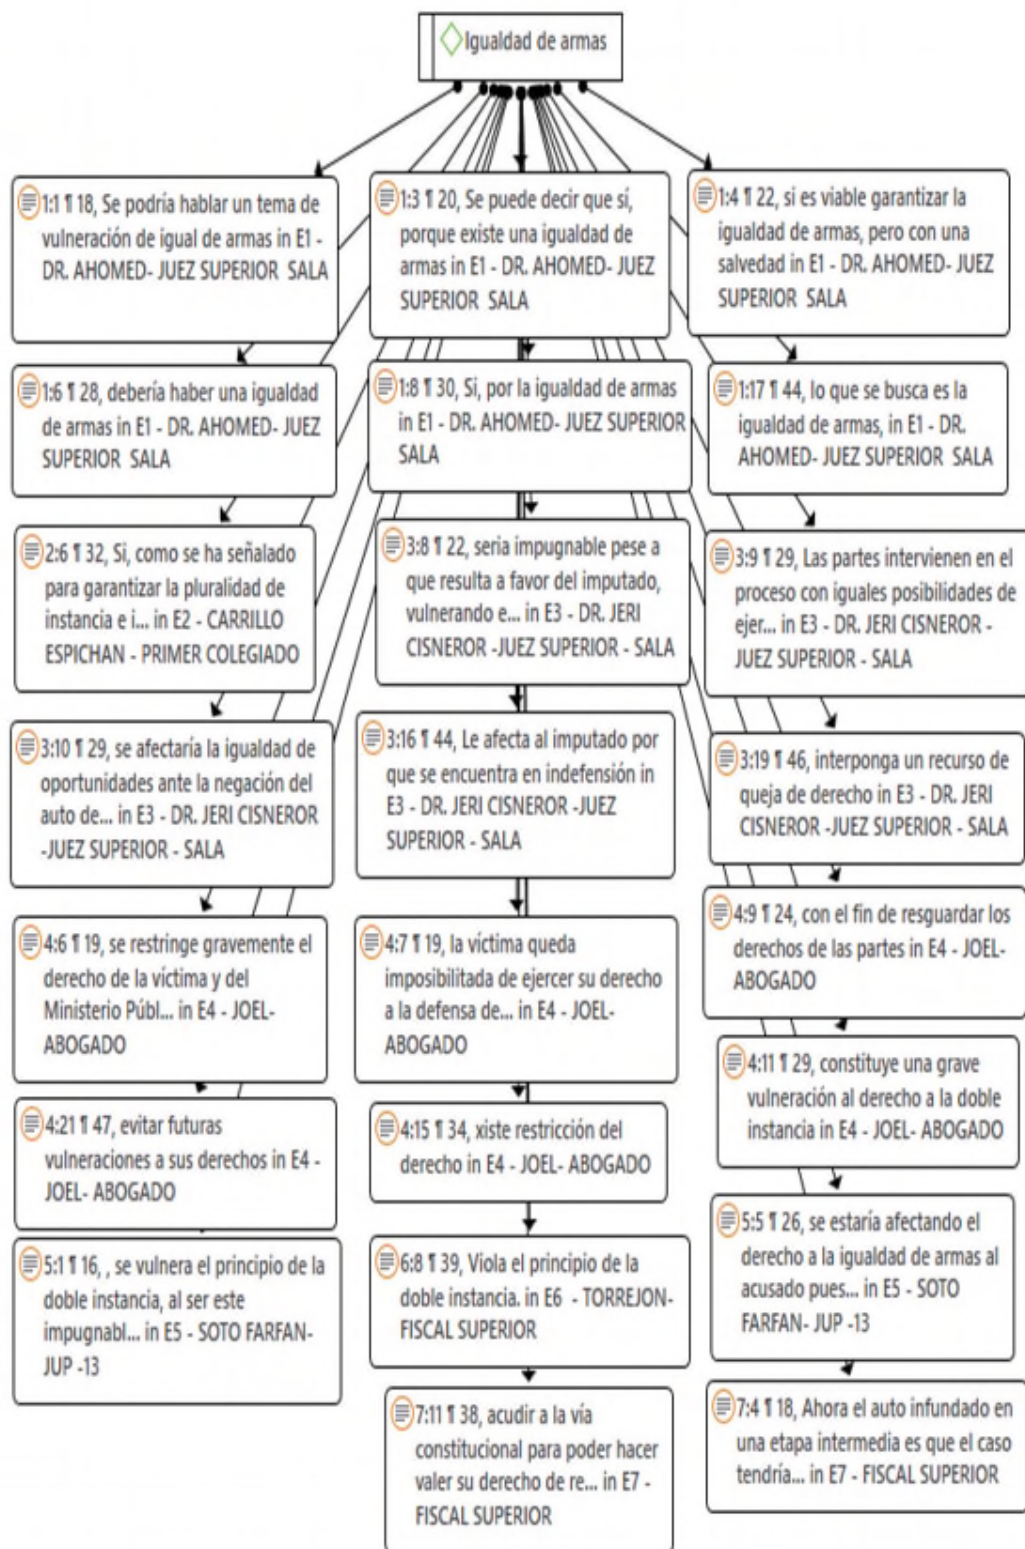 Igualdad de armas
1:1 ¶ 18, Se podría hablar un tema de
vulneración de igual de armas in E1 -
DR. AHOMED- JUEZ SUPERIOR SALA
1:3 ¶ 20, Se puede decir que sí,
porque existe una igualdad de
armas in E1 - DR. AHOMED- JUEZ
SUPERIOR SALA
1:4 ¶ 22, si es viable garantizar la
igualdad de armas, pero con una
salvedad in E1 - DR. AHOMED- JUEZ
SUPERIOR SALA
1:6 ¶ 28, debería haber una igualdad
de armas in E1 - DR. AHOMED- JUEZ
SUPERIOR SALA
1:8 ¶ 30, Si, por la igualdad de armas
in E1 - DR. AHOMED- JUEZ SUPERIOR
SALA
1:17 ¶ 44, lo que se busca es la
igualdad de armas, in E1 - DR.
AHOMED- JUEZ SUPERIOR SALA
2:6 ¶ 32, Si, como se ha señalado
para garantizar la pluralidad de
instancia e i... in E2 - CARRILLO
ESPICHAN - PRIMER COLEGIADO
3:8 ¶ 22, seria impugnable pese a
que resulta a favor del imputado,
vulnerando e... in E3 - DR. JERI
CISNEROR -JUEZ SUPERIOR - SALA
3:9 ¶ 29, Las partes intervienen en el
proceso con iguales posibilidades de
ejer... in E3 - DR. JERI CISNEROR -
JUEZ SUPERIOR - SALA
3:10 ¶ 29, se afectaría la igualdad de
oportunidades ante la negación del
auto de... in E3 - DR. JERI CISNEROR
-JUEZ SUPERIOR - SALA
3:16 ¶ 44, Le afecta al imputado por
que se encuentra en indefensión in
E3 - DR. JERI CISNEROR -JUEZ
SUPERIOR - SALA
3:19 ¶ 46, interponga un recurso de
queja de derecho in E3 - DR. JERI
CISNEROR -JUEZ SUPERIOR - SALA
4:6 ¶ 19, se restringe gravemente el
derecho de la víctima y del
Ministerio Públ... in E4 - JOEL-
ABOGADO
4:7 ¶ 19, la víctima queda
imposibilitada de ejercer su derecho
a la defensa de... in E4 - JOEL-
ABOGADO
4:9 ¶ 24, con el fin de resguardar los
derechos de las partes in E4 - JOEL-
ABOGADO
4:11 ¶ 29, constituye una grave
vulneración al derecho a la doble
instancia in E4 - JOEL- ABOGADO
4:21 ¶ 47, evitar futuras
vulneraciones a sus derechos in E4 -
JOEL- ABOGADO
4:15 ¶ 34, xiste restricción del
derecho in E4 - JOEL- ABOGADO
5:5 ¶ 26, se estaría afectando el
derecho a la igualdad de armas al
acusado pues... in E5 - SOTO
FARFAN- JUP -13
5:1 ¶ 16, , se vulnera el principio de la
doble instancia, al ser este
impugnabl... in E5 - SOTO FARFAN-
JUP -13
6:8 ¶ 39, Viola el principio de la
doble instancia. in E6 - TORREJON-
FISCAL SUPERIOR
7:11 ¶ 38, acudir a la vía
constitucional para poder hacer
valer su derecho de re... in E7 -
FISCAL SUPERIOR
7:4 ¶ 18, Ahora el auto infundado en
una etapa intermedia es que el caso
tendría... in E7 - FISCAL SUPERIOR